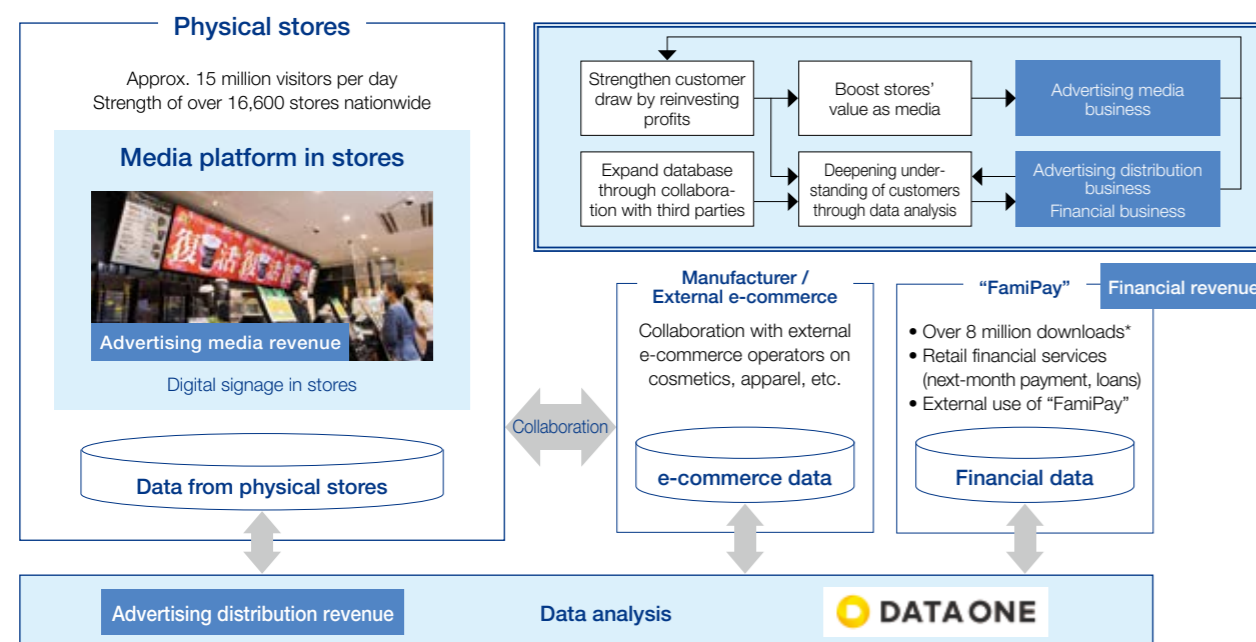 Physical stores
Approx. 15 million visitors per day
Strength of over 16,600 stores nationwide
Media platform in stores
復
活
Advertising media revenue
Digital signage in stores
Data from physical stores
Strengthen customer
draw by reinvesting
profits
Boost stores'
value as media
Advertising media
business
Expand database
through collabora-
tion with third parties
Deepening under-
standing of customers
through data analysis
Advertising distribution
business
Financial business
Collaboration
Manufacturer /
External e-commerce
Collaboration with external
e-commerce operators on
cosmetics, apparel, etc.
e-commerce data
“FamiPay”
Financial revenue
• Over 8 million downloads*
• Retail financial services
(next-month payment, loans)
• External use of “FamiPay”
Financial data
Advertising distribution revenue
Data analysis
DATA ONE